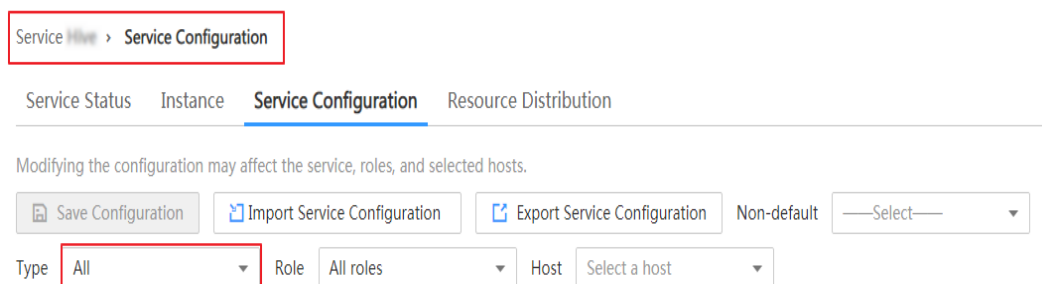 Service › Service Configuration
Service Status Instance Service Configuration Resource Distribution
Modifying the configuration may affect the service, roles, and selected hosts.
Save Configuration Import Service Configuration Export Service Configuration Non-default ——Select——
Type All Role All roles Host Select a host